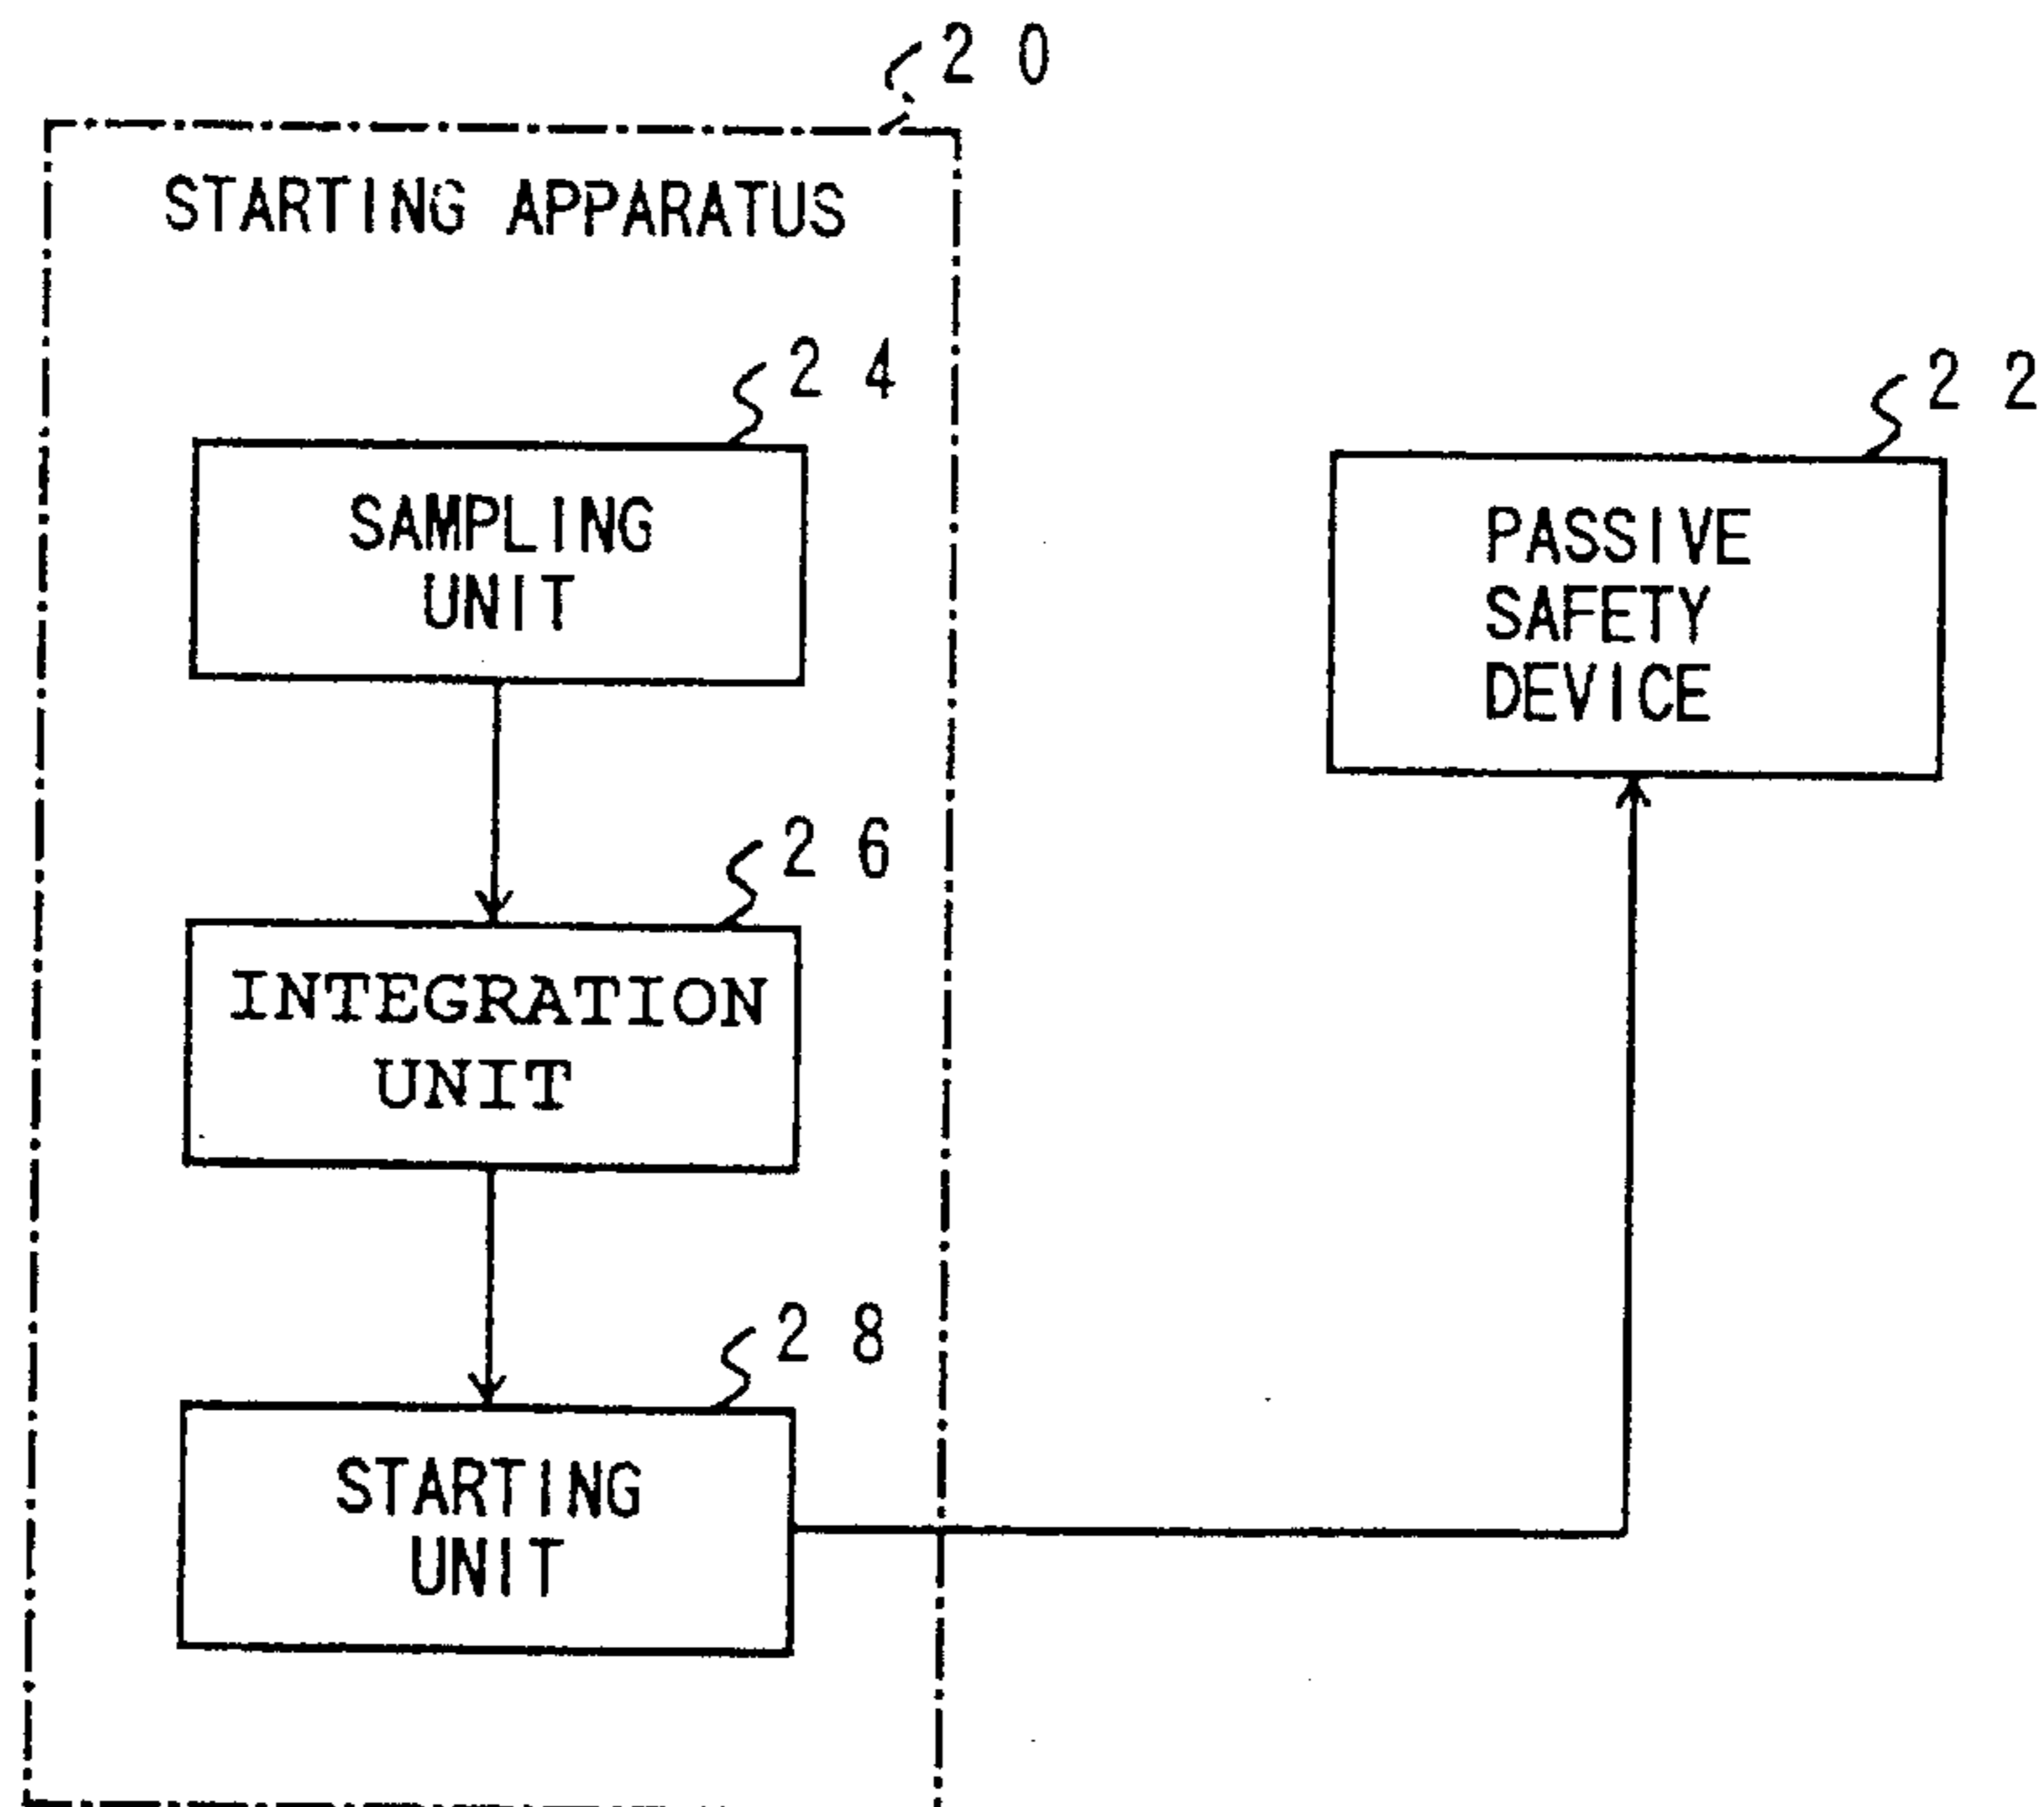 20
STARTING APPARATUS
24
SAMPLING
UNIT
22
PASSIVE
SAFETY
DEVICE
26
INTEGRATION
UNIT
28
STARTING
UNIT